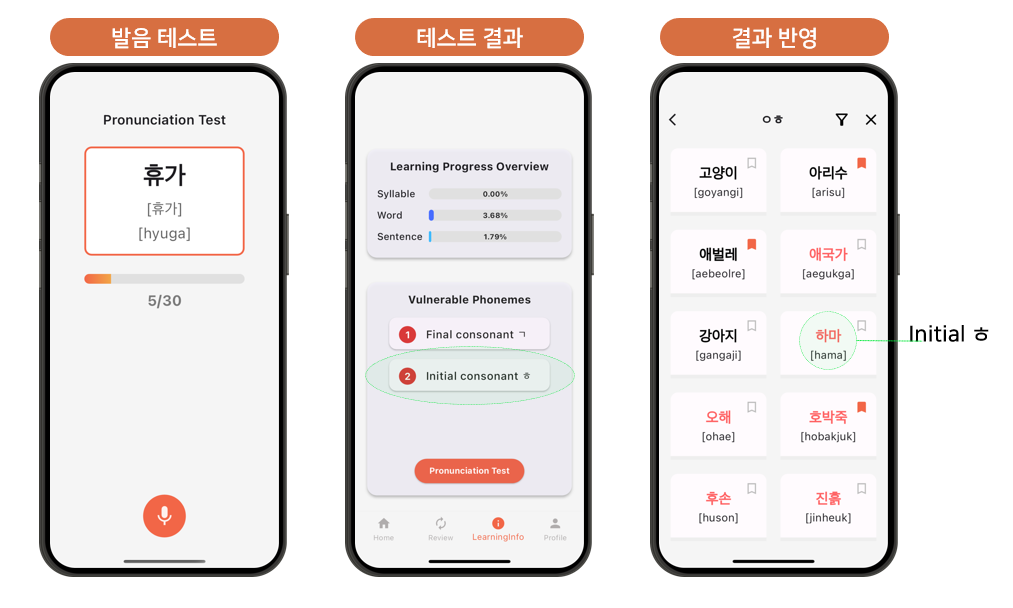 발음 테스트
Pronunciation Test
휴가
[휴가]
[hyuga]
5/30
테스트 결과
Learning Progress Overview
Syllable 0.00%
Word 3.68%
Sentence 1.79%
Vulnerable Phonemes
1 Final consonant ㄱ
2 Initial consonant ㅎ
Pronunciation Test
Home Review LearningInfo Profile
결과 반영
ㅇㅎ
고양이 아리수
[goyangi] [arisu]
애벌레 애국가
[aebeolre] [aegukga]
강아지 하마
[gangaji] [hama]
오해 호박죽
[ohae] [hobakjuk]
후손 진흙
[huson] [jinheuk]
Initial ㅎ